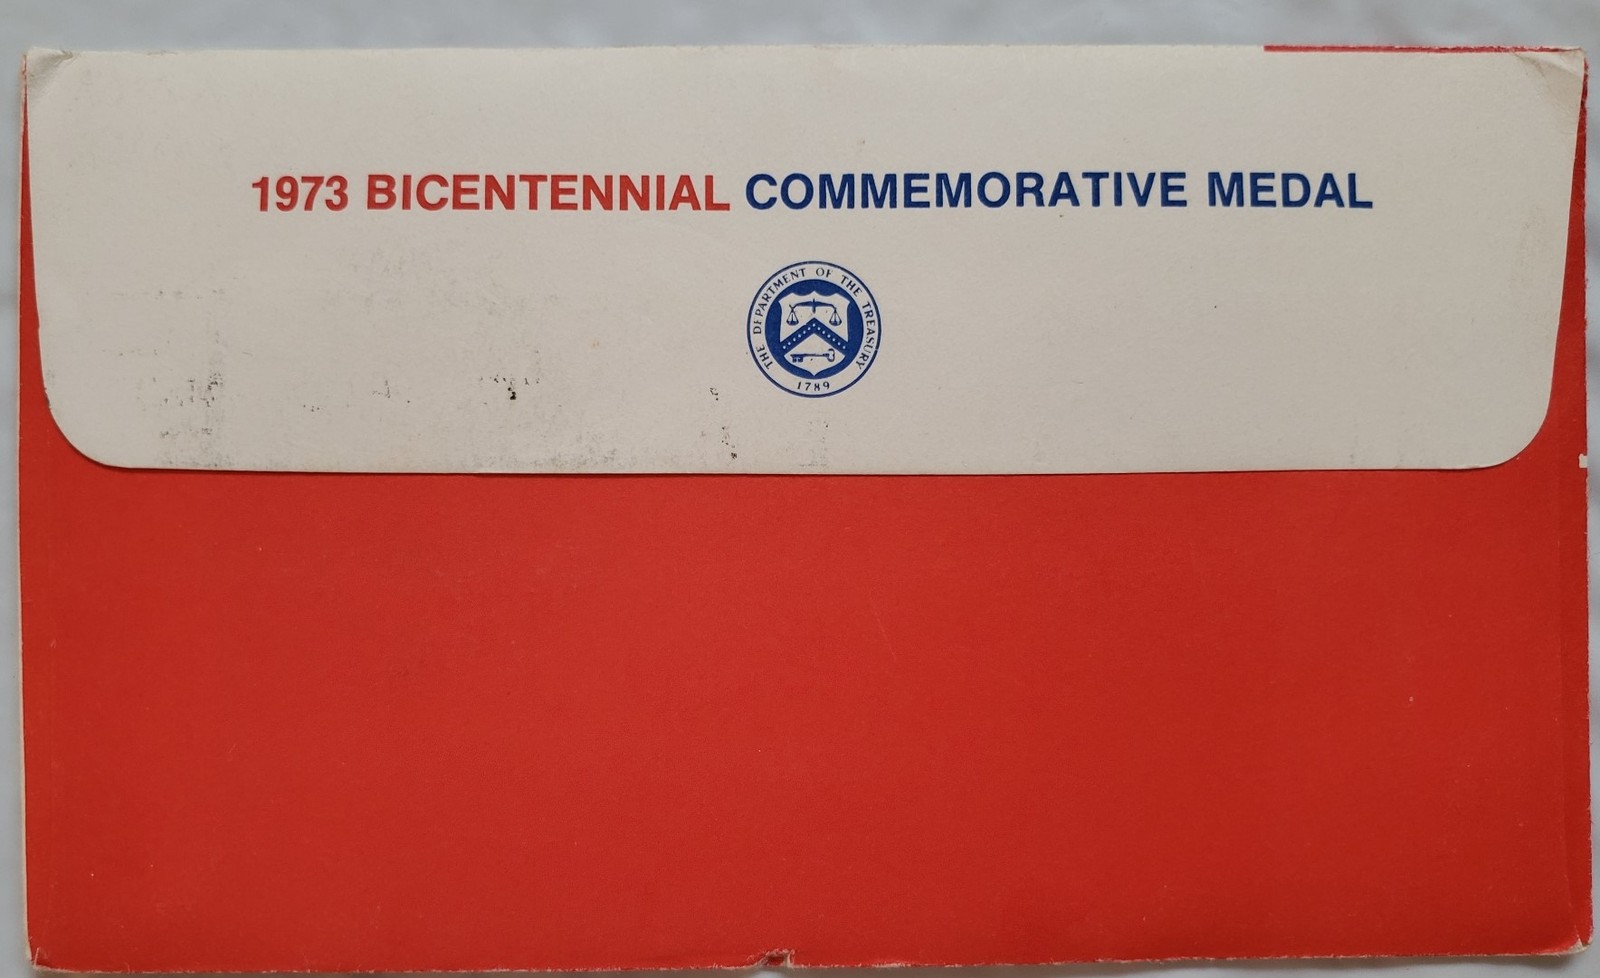 1973 BICENTENNIAL COMMEMORATIVE MEDAL
THE DEPARTMENT OF THE TREASURY
1789